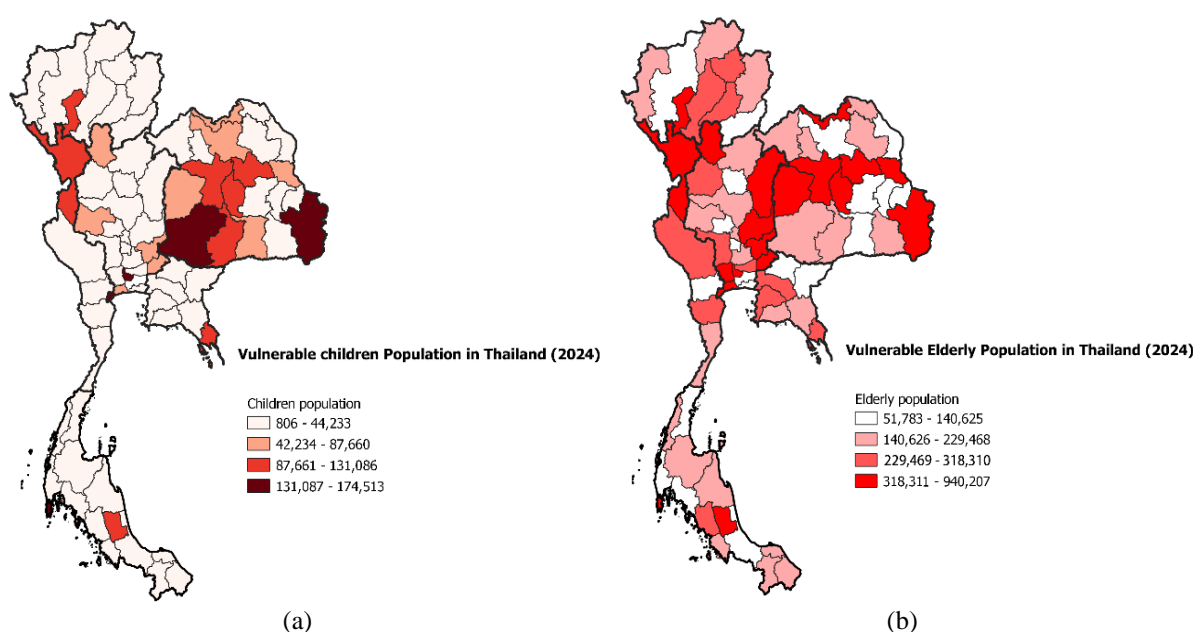 Vulnerable children Population in Thailand (2024)
Children population
806 - 44,233
42,234 - 87,660
87,661 - 131,086
131,087 - 174,513
(a)
Vulnerable Elderly Population in Thailand (2024)
Elderly population
51,783 - 140,625
140,626 - 229,468
229,469 - 318,310
318,311 - 940,207
(b)